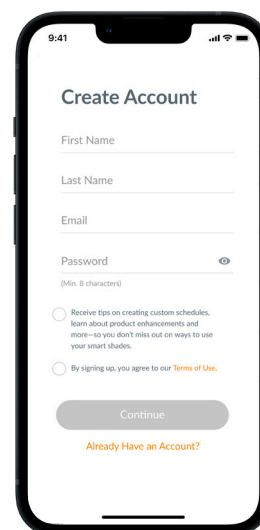 9:41
Create Account
First Name
Last Name
Email
Password
(Min. 8 characters)
Receive tips on creating custom schedules,
learn about product enhancements and
more—so you don't miss out on ways to use
your smart shades.
By signing up, you agree to our Terms of Use.
Continue
Already Have an Account?